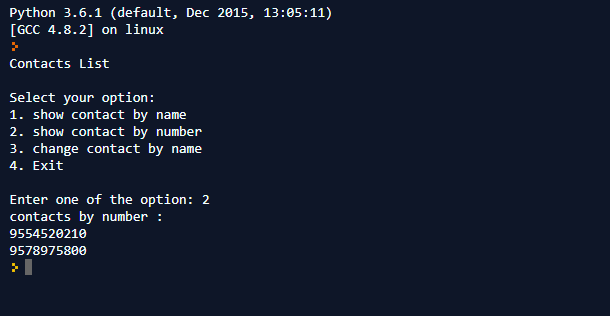 Python 3.6.1 (default, Dec 2015, 13:05:11)
[GCC 4.8.2] on linux
>
Contacts List
Select your option:
1. show contact by name
2. show contact by number
3. change contact by name
4. Exit
Enter one of the option: 2
contacts by number :
9554520210
9578975800
>